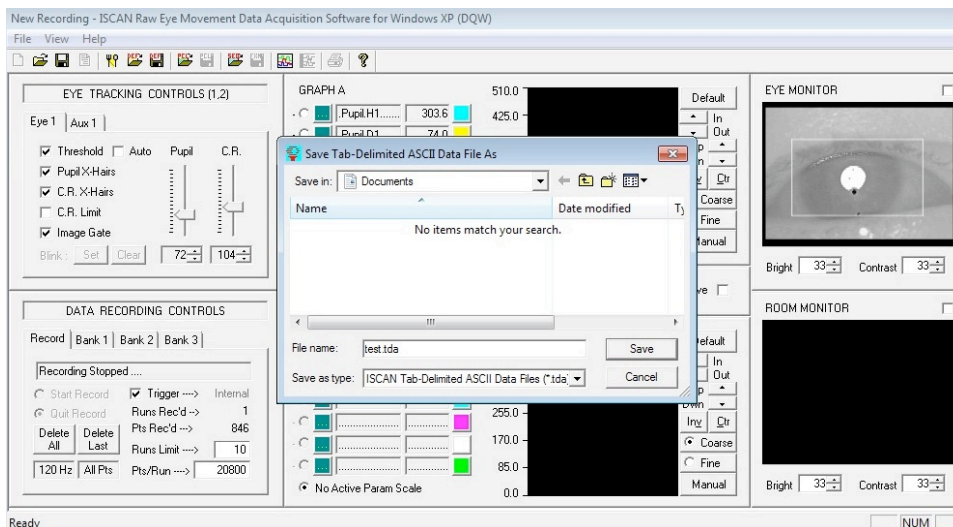 New Recording - ISCAN Raw Eye Movement Data Acquisition Software for Windows XP (DQW)
File View Help
EYE TRACKING CONTROLS (1,2)
Eye 1 Aux 1
Threshold Auto Pupil C.R.
Pupil X-Hairs
C.R. X-Hairs
C.R. Limit
Image Gate
Blink : Set Clear 72 104
DATA RECORDING CONTROLS
Record Bank 1 Bank 2 Bank 3
Recording Stopped ....
Start Record Trigger ----> Internal
Quit Record Runs Rec'd --> 1
Delete All Delete Last Pts Rec'd ---> 846
Runs Limit ----> 10
120 Hz All Pts Pts/Run ----> 20800
GRAPH A 510.0 Default
.Pupil.H1....... 303.6 425.0 In
Pupil D1 74.0 Out
Ctr
Coarse
Fine
Save Tab-Delimited ASCII Data File As
Save in: Documents
Name Date modified
No items match your search.
File name: test.tda Save
Save as type: ISCAN Tab-Delimited ASCII Data Files (*.tda) Cancel
efault
In
Out
255.0 Inv Ctr
170.0 Coarse
85.0 Fine
No Active Param Scale 0.0 Manual
EYE MONITOR
Bright 33 Contrast 33
ROOM MONITOR
Bright 33 Contrast 33
Ready NUM